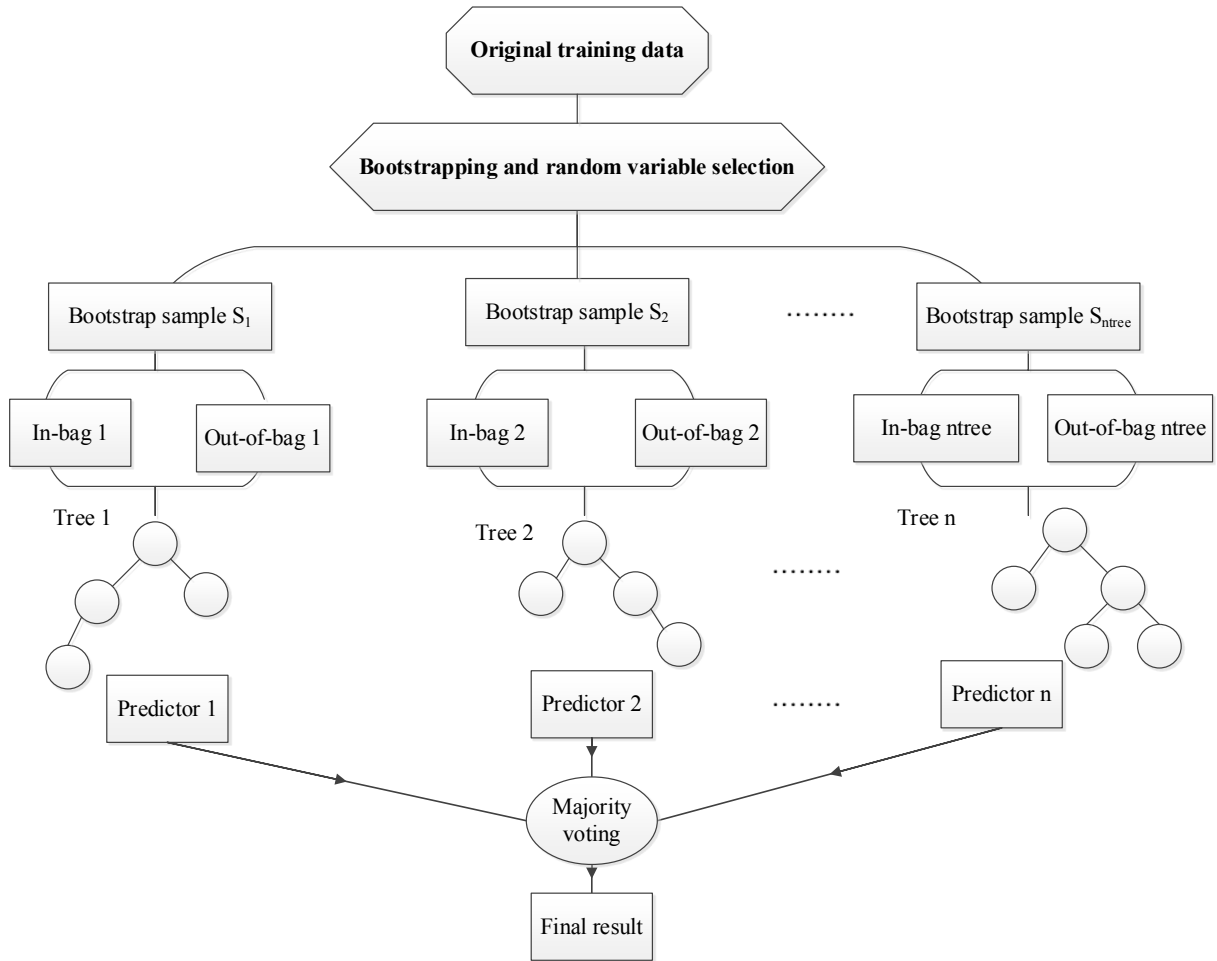 Original training data
Bootstrapping and random variable selection
Bootstrap sample S1
Bootstrap sample S2
........
Bootstrap sample Sntree
In-bag 1
Out-of-bag 1
In-bag 2
Out-of-bag 2
In-bag ntree
Out-of-bag ntree
Tree 1
Tree 2
Tree n
........
Predictor 1
Predictor 2
........
Predictor n
Majority
voting
Final result